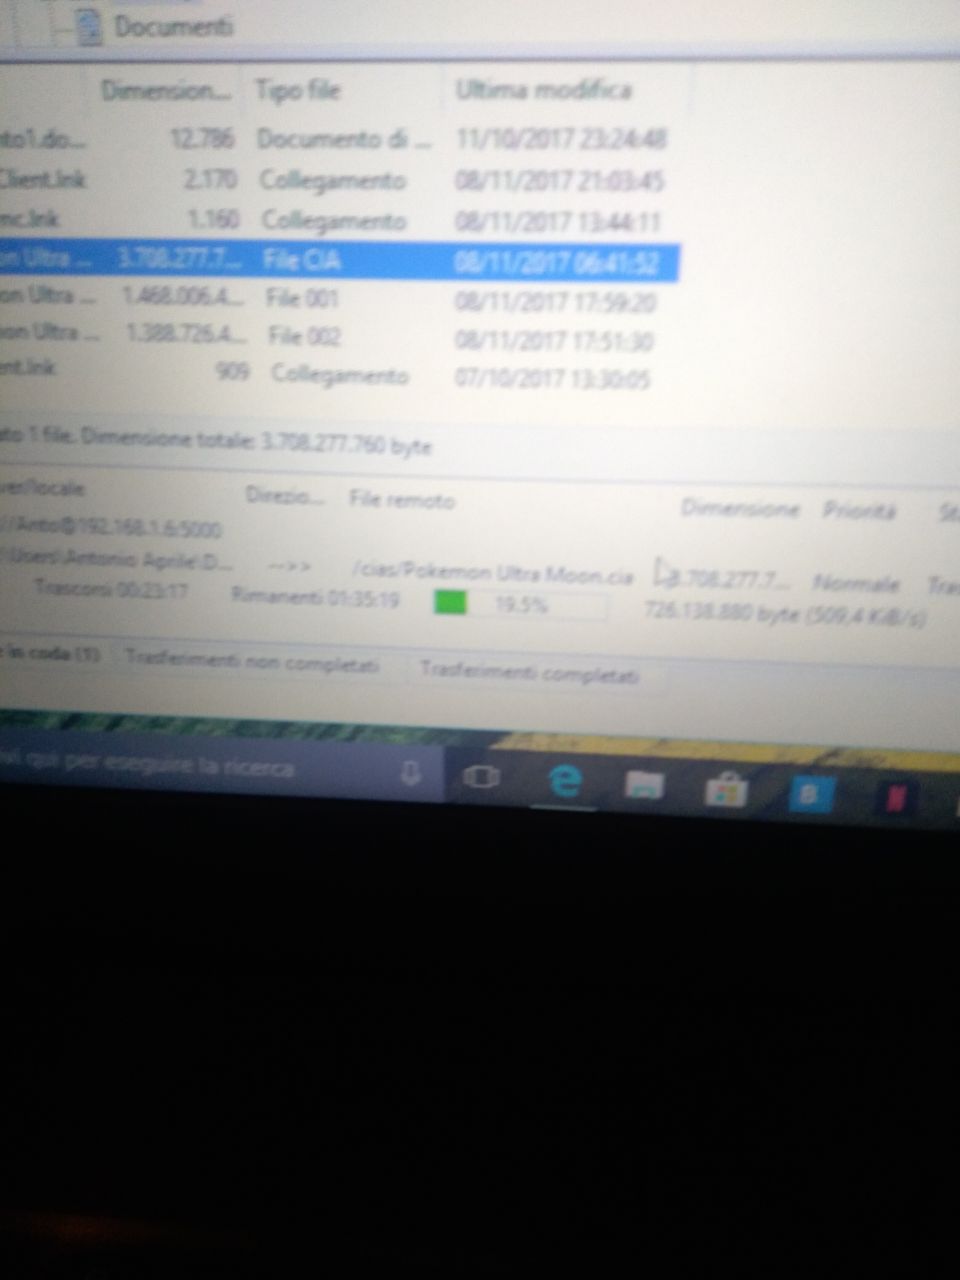 Documenti
Dimension... Tipo file Ultima modifica
nto1.do... 12.786 Documento di ... 11/10/2017 23:24:48
Client.lnk 2.170 Collegamento 08/11/2017 21:03:45
mc.lnk 1.160 Collegamento 08/11/2017 13:44:11
on Ultra ... 3.708.277.7... File CIA 08/11/2017 06:41:52
on Ultra ... 1.468.006.4... File 001 08/11/2017 17:59:20
mon Ultra ... 1.388.726.4... File 002 08/11/2017 17:51:30
ent.lnk 909 Collegamento 07/10/2017 13:30:05
ato 1 file. Dimensione totale: 3.708.277.760 byte
ver/locale Direzio... File remoto Dimensione Priorità Sta
//Anto@192.168.1.6:5000
:\Users\Antonio Aprile\D... -->> /cias/Pokemon Ultra Moon.cia 3.708.277.7... Normale Tras
Trascorsi 00:23:17 Rimanenti 01:35:19 19.5% 726.138.880 byte (509.4 KiB/s)
e in coda (1) Trasferimenti non completati Trasferimenti completati
ivi qui per eseguire la ricerca
B